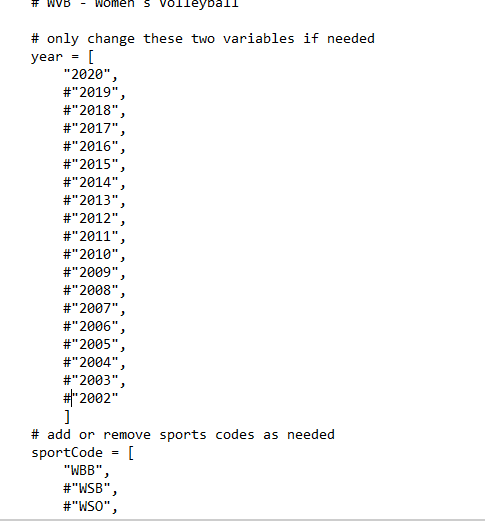 # WVB - Women's Volleyball
# only change these two variables if needed
year = [
"2020",
#"2019",
#"2018",
#"2017",
#"2016",
#"2015",
#"2014",
#"2013",
#"2012",
#"2011",
#"2010",
#"2009",
#"2008",
#"2007",
#"2006",
#"2005",
#"2004",
#"2003",
#"2002"
]
# add or remove sports codes as needed
sportCode = [
"WBB",
#"WSB",
#"WSO",